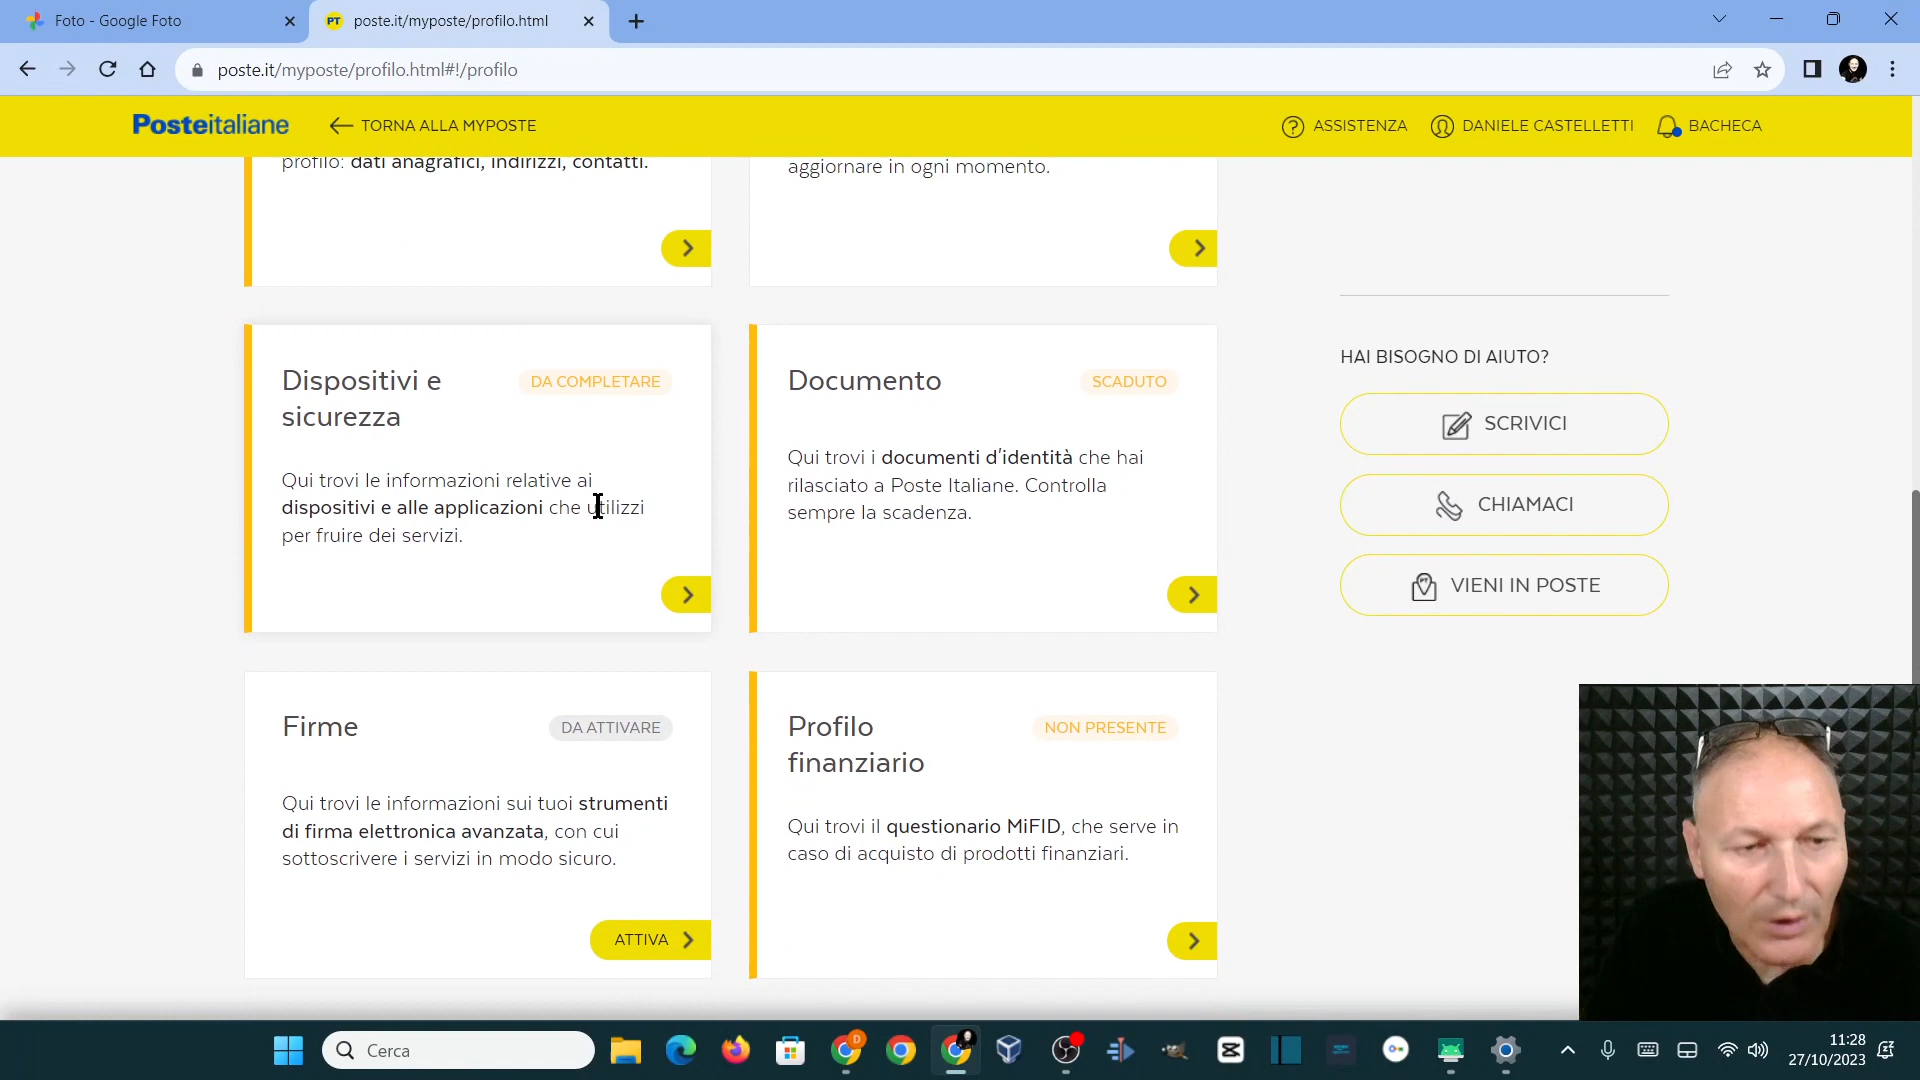 Foto - Google Foto
poste.it/myposte/profilo.html
poste.it/myposte/profilo.html#!/profilo
Posteitaliane
TORNA ALLA MYPOSTE
ASSISTENZA
DANIELE CASTELLETTI
BACHECA
profilo: dati anagrafici, indirizzi, contatti.
aggiornare in ogni momento.
Dispositivi e
sicurezza
DA COMPLETARE
Qui trovi le informazioni relative ai
dispositivi e alle applicazioni che utilizzi
per fruire dei servizi.
Documento
SCADUTO
Qui trovi i documenti d'identità che hai
rilasciato a Poste Italiane. Controlla
sempre la scadenza.
HAI BISOGNO DI AIUTO?
SCRIVICI
CHIAMACI
VIENI IN POSTE
Firme
DA ATTIVARE
Qui trovi le informazioni sui tuoi strumenti
di firma elettronica avanzata, con cui
sottoscrivere i servizi in modo sicuro.
ATTIVA
Profilo
finanziario
NON PRESENTE
Qui trovi il questionario MiFID, che serve in
caso di acquisto di prodotti finanziari.
Cerca
11:28
27/10/2023